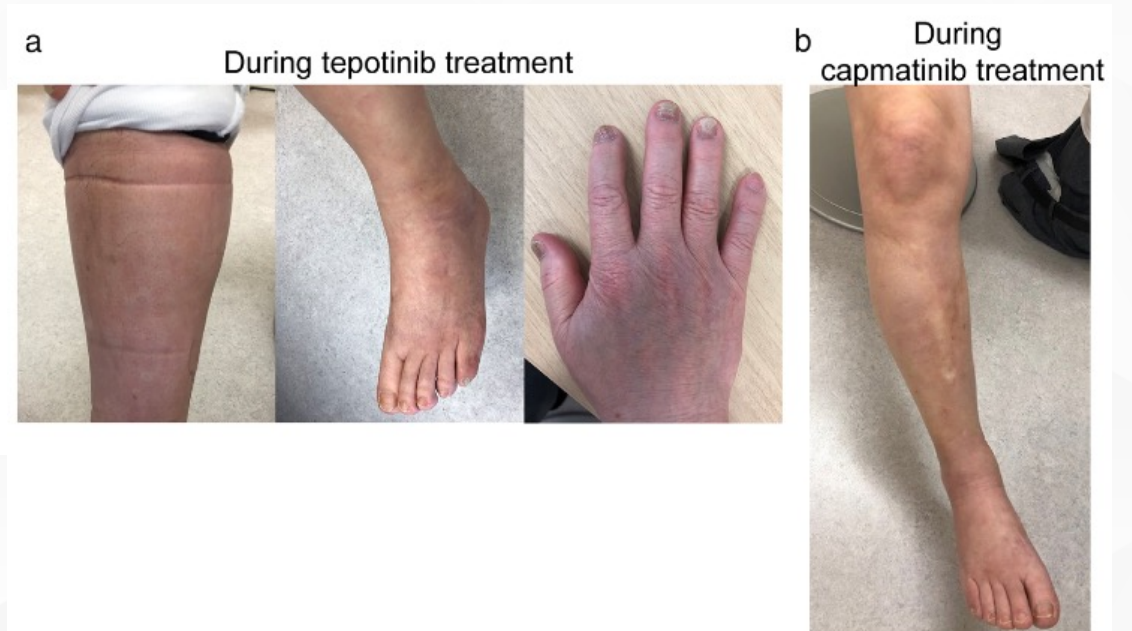 a
During tepotinib treatment
b
During
capmatinib treatment